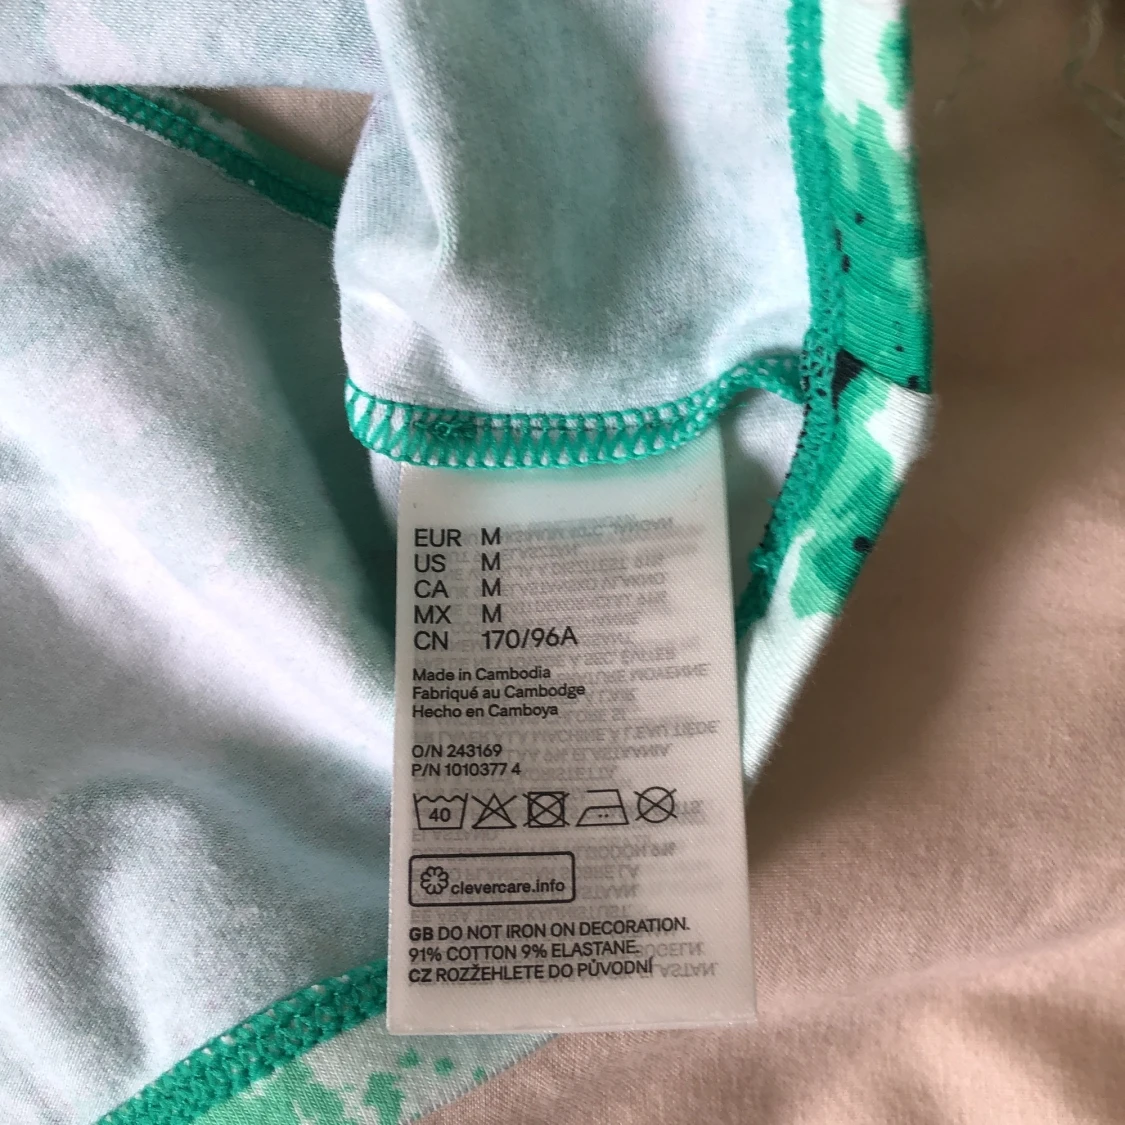 EUR M
US M
CA M
MX M
CN 170/96A
Made in Cambodia
Fabriqué au Cambodge
Hecho en Camboya
O/N 243169
P/N 1010377 4
40
clevercare.info
GB DO NOT IRON ON DECORATION.
91% COTTON 9% ELASTANE.
CZ ROZŽEHLETE DO PŮVODNÍ